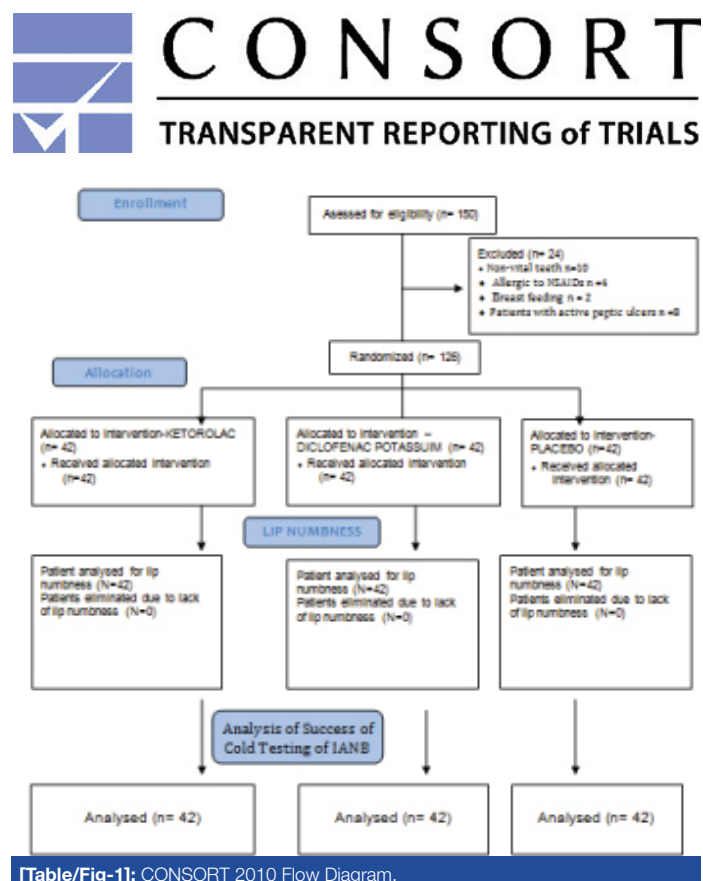 CONSORT
TRANSPARENT REPORTING of TRIALS
Enrollment
Assessed for eligibility (n= 150)
Excluded (n= 24)
• Non-vital teeth n=10
♦ Allergic to NSAIDs n =4
♦ Breast feeding n = 2
♦ Patients with active peptic ulcers n =8
Randomized (n= 126)
Allocation
Allocated to Intervention-KETOROLAC
(n= 42)
• Received allocated intervention
(n=42)
Allocated to Intervention –
DICLOFENAC POTASSUIM (n= 42)
• Received allocated intervention
(n= 42)
Allocated to Intervention-
PLACEBO (n=42)
• Received allocated
intervention (n= 42)
LIP NUMBNESS
Patient analysed for lip
numbness (N=42)
Patients eliminated due to lack
of lip numbness (N=0)
Patient analysed for lip
numbness (N=42)
Patients eliminated due to lack
of lip numbness (N=0)
Patient analysed for lip
numbness (N=42)
Patients eliminated due to lack
of lip numbness (N=0)
Analysis of Success of
Cold Testing of IANB
Analysed (n= 42)
Analysed (n= 42)
Analysed (n= 42)
[Table/Fig-1]: CONSORT 2010 Flow Diagram.